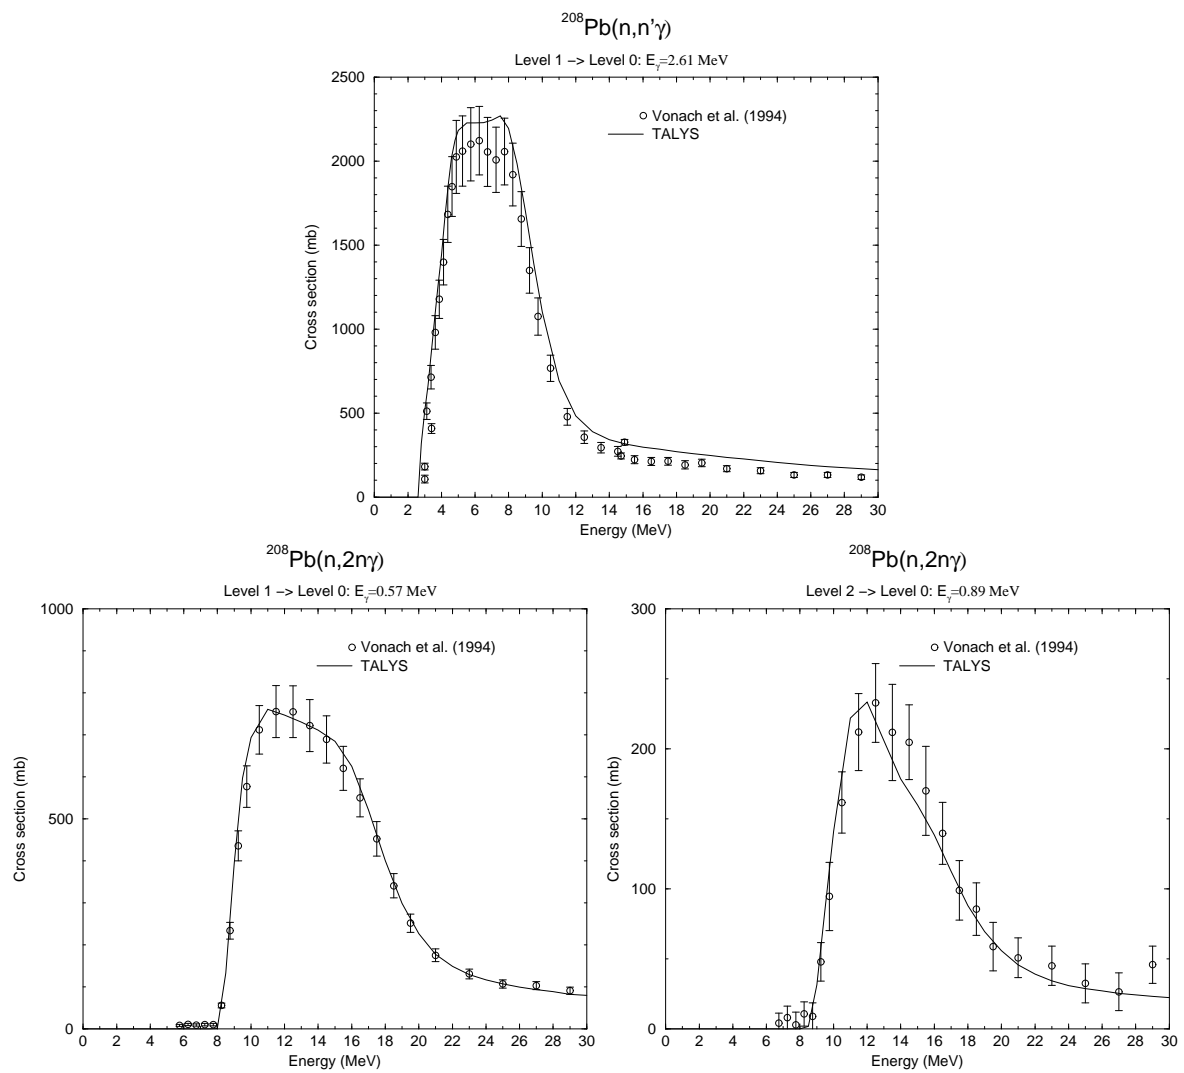 ²⁰⁸Pb(n,n’γ)
Level 1 −> Level 0: Eγ=2.61 MeV
2500
2000
1500
1000
500
0
Cross section (mb)
Vonach et al. (1994)
TALYS
0 2 4 6 8 10 12 14 16 18 20 22 24 26 28 30
Energy (MeV)
²⁰⁸Pb(n,2nγ)
Level 1 −> Level 0: Eγ=0.57 MeV
1000
500
0
Cross section (mb)
Vonach et al. (1994)
TALYS
0 2 4 6 8 10 12 14 16 18 20 22 24 26 28 30
Energy (MeV)
²⁰⁸Pb(n,2nγ)
Level 2 −> Level 0: Eγ=0.89 MeV
300
200
100
0
Cross section (mb)
Vonach et al. (1994)
TALYS
0 2 4 6 8 10 12 14 16 18 20 22 24 26 28 30
Energy (MeV)